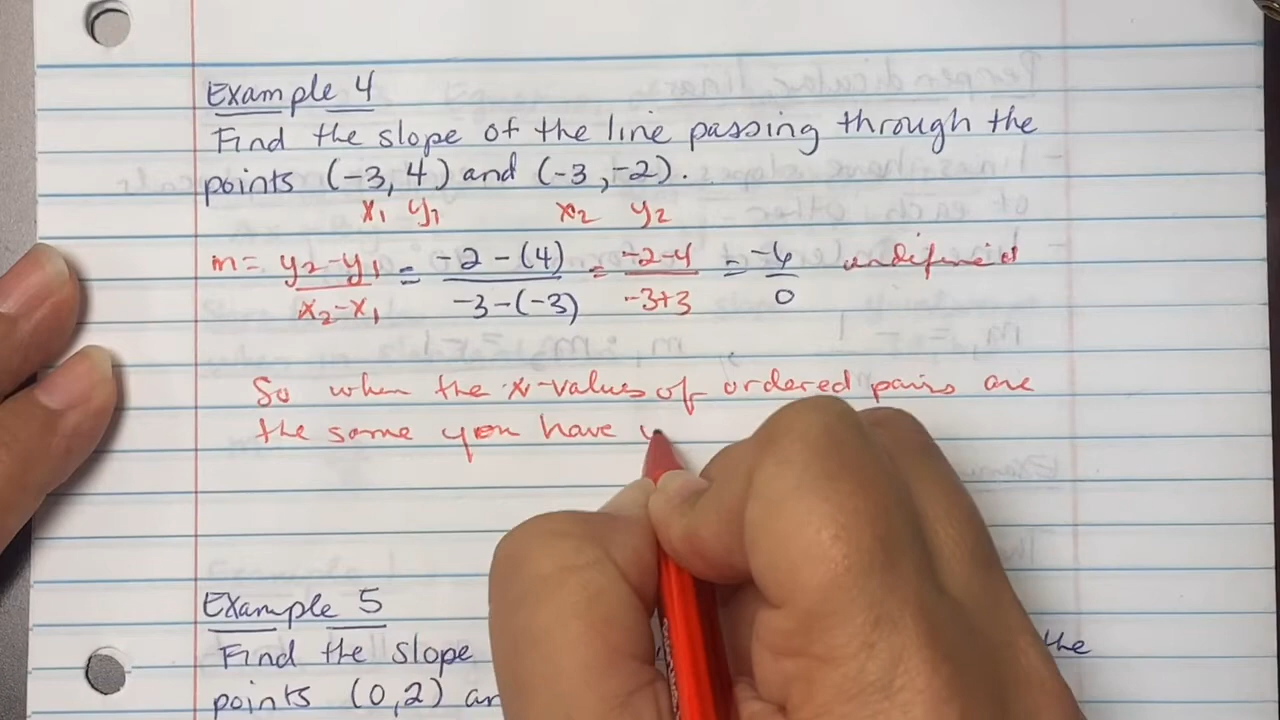 Example 4
Find the slope of the line passing through the
points (-3, 4) and (-3, -2).
x1 y1 x2 y2
m = y2-y1/x2-x1 = -2-(4)/-3-(-3) = -2-4/-3+3 = -6/0 undefined
So when the x-values of ordered pairs are
the same you have
Example 5
Find the slope the
points (0,2)